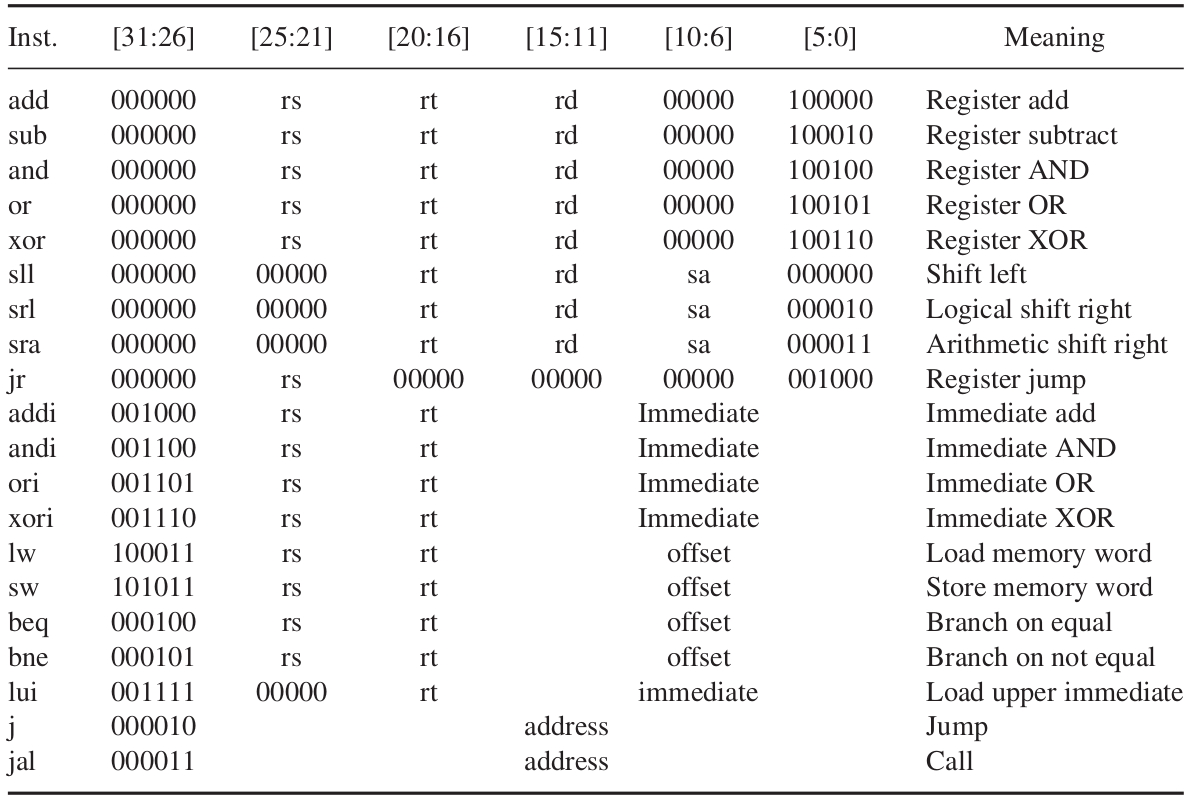 Inst. [31:26] [25:21] [20:16] [15:11] [10:6] [5:0] Meaning
add 000000 rs rt rd 00000 100000 Register add
sub 000000 rs rt rd 00000 100010 Register subtract
and 000000 rs rt rd 00000 100100 Register AND
or 000000 rs rt rd 00000 100101 Register OR
xor 000000 rs rt rd 00000 100110 Register XOR
sll 000000 00000 rt rd sa 000000 Shift left
srl 000000 00000 rt rd sa 000010 Logical shift right
sra 000000 00000 rt rd sa 000011 Arithmetic shift right
jr 000000 rs 00000 00000 00000 001000 Register jump
addi 001000 rs rt Immediate Immediate add
andi 001100 rs rt Immediate Immediate AND
ori 001101 rs rt Immediate Immediate OR
xori 001110 rs rt Immediate Immediate XOR
lw 100011 rs rt offset Load memory word
sw 101011 rs rt offset Store memory word
beq 000100 rs rt offset Branch on equal
bne 000101 rs rt offset Branch on not equal
lui 001111 00000 rt immediate Load upper immediate
j 000010 address Jump
jal 000011 address Call